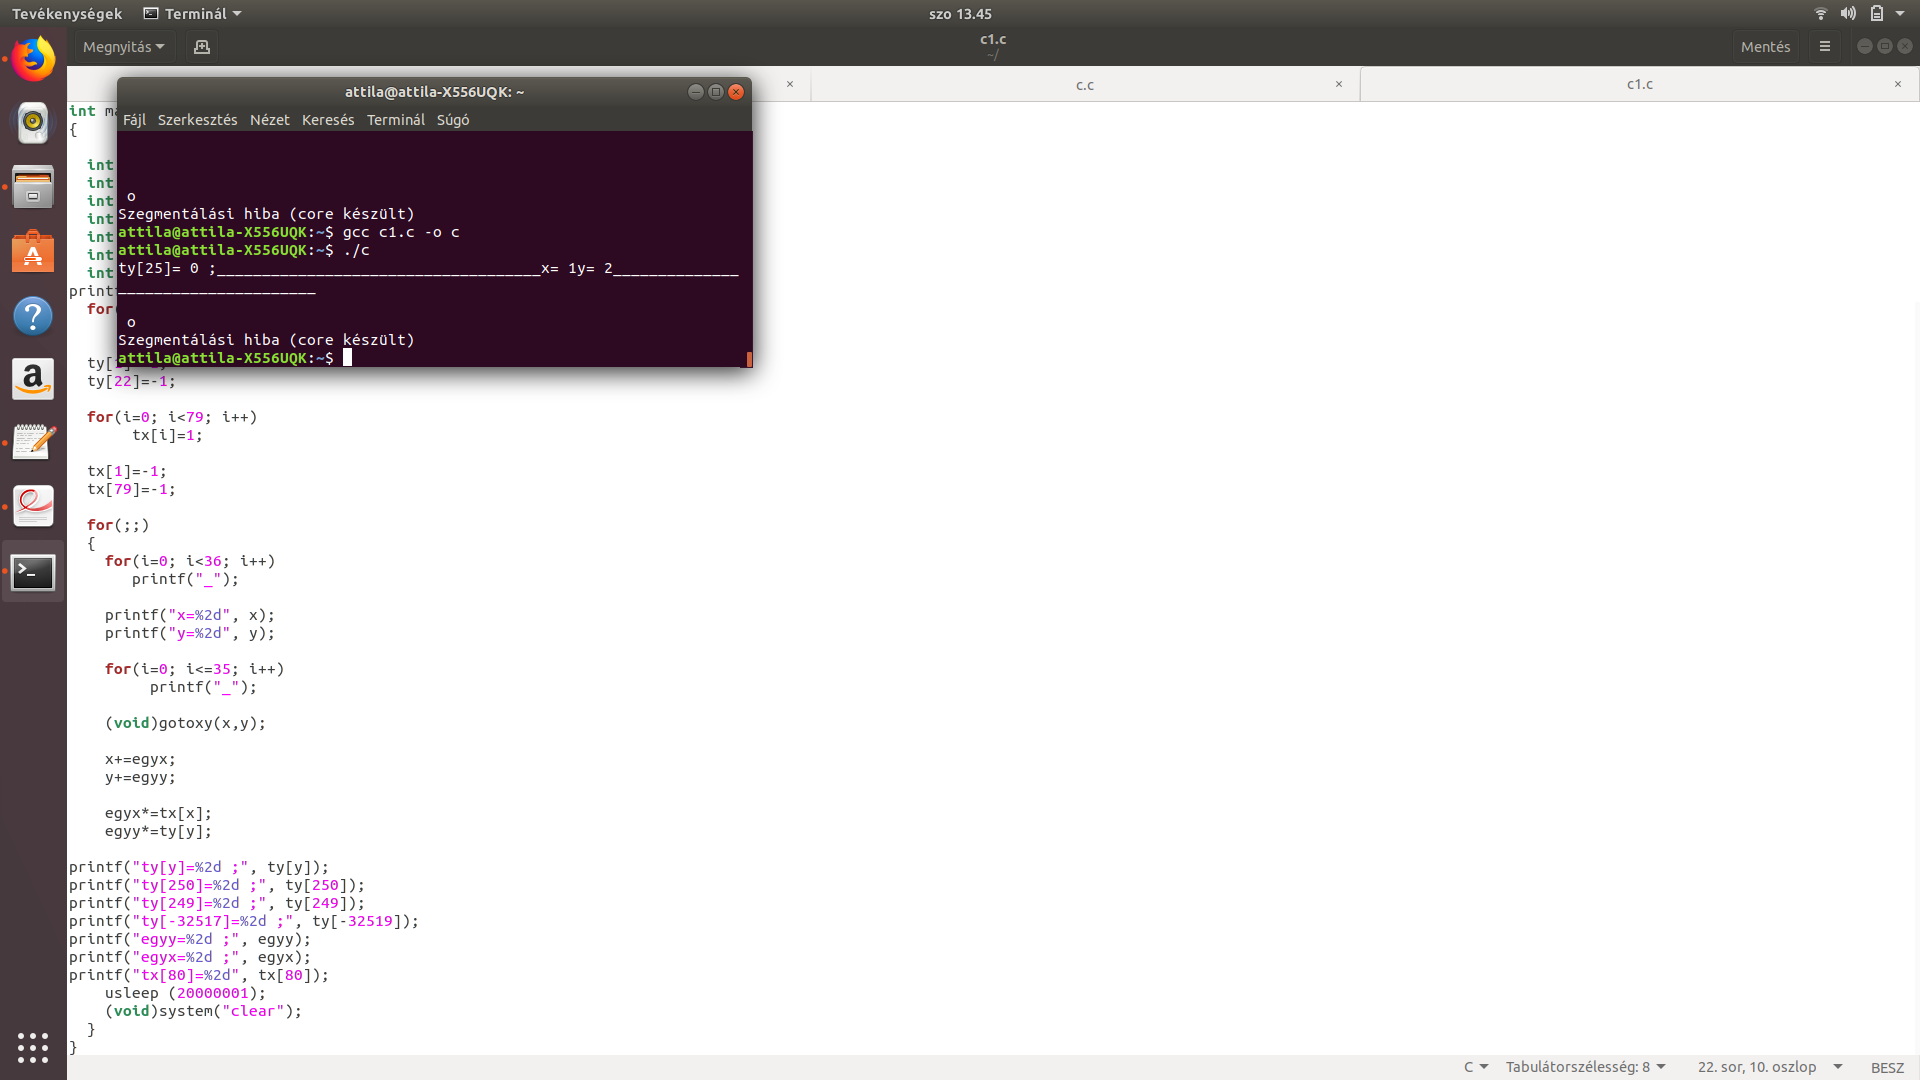 Tevékenységek
Terminál
szo 13.45
Megnyitás
c1.c
~/
Mentés
c.c
c1.c
attila@attila-X556UQK: ~
Fájl Szerkesztés Nézet Keresés Terminál Súgó
o
Szegmentálási hiba (core készült)
attila@attila-X556UQK:~$ gcc c1.c -o c
attila@attila-X556UQK:~$ ./c
ty[25]= 0 ;____________________________________x= 1y= 2______________
______________________
o
Szegmentálási hiba (core készült)
attila@attila-X556UQK:~$
int
{
int
int
int
int
int
int
int
for
ty[
ty[22]=-1;
for(i=0; i<79; i++)
tx[i]=1;
tx[1]=-1;
tx[79]=-1;
for(;;)
{
for(i=0; i<36; i++)
printf("_");
printf("x=%2d", x);
printf("y=%2d", y);
for(i=0; i<=35; i++)
printf("_");
(void)gotoxy(x,y);
x+=egyx;
y+=egyy;
egyx*=tx[x];
egyy*=ty[y];
printf("ty[y]=%2d ;", ty[y]);
printf("ty[250]=%2d ;", ty[250]);
printf("ty[249]=%2d ;", ty[249]);
printf("ty[-32517]=%2d ;", ty[-32519]);
printf("egyy=%2d ;", egyy);
printf("egyx=%2d ;", egyx);
printf("tx[80]=%2d", tx[80]);
usleep (20000001);
(void)system("clear");
}
}
C Tabulátorszélesség: 8 22. sor, 10. oszlop BESZ